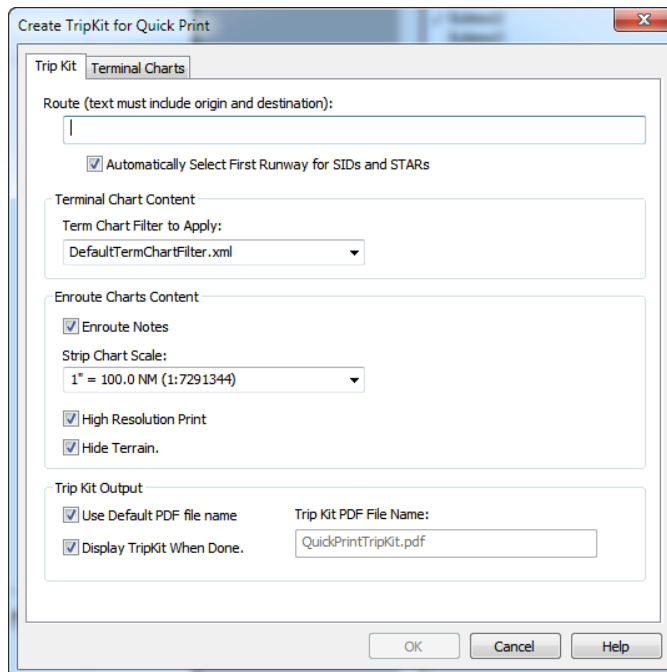 Create TripKit for Quick Print
Trip Kit
Terminal Charts
Route (text must include origin and destination):
Automatically Select First Runway for SIDs and STARs
Terminal Chart Content
Term Chart Filter to Apply:
DefaultTermChartFilter.xml
Enroute Charts Content
Enroute Notes
Strip Chart Scale:
1" = 100.0 NM (1:7291344)
High Resolution Print
Hide Terrain.
Trip Kit Output
Use Default PDF file name
Trip Kit PDF File Name:
Display TripKit When Done.
QuickPrintTripKit.pdf
OK
Cancel
Help